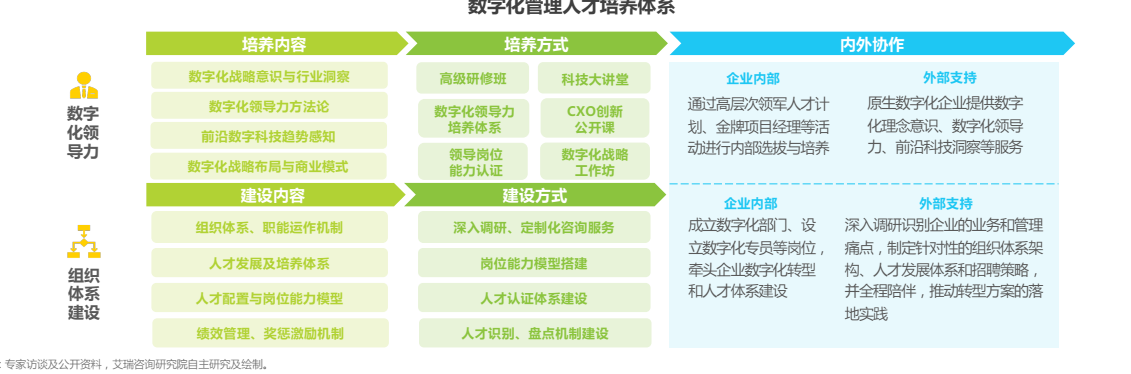 数字化管理人才培养体系
培养内容
培养方式
内外协作
数字
化领
导力
数字化战略意识与行业洞察
数字化领导力方法论
前沿数字科技趋势感知
数字化战略布局与商业模式
高级研修班
科技大讲堂
数字化领导力
培养体系
CXO创新
公开课
领导岗位
能力认证
数字化战略
工作坊
企业内部
通过高层次领军人才计
划、金牌项目经理等活
动进行内部选拔与培养
外部支持
原生数字化企业提供数字
化理念意识、数字化领导
力、前沿科技洞察等服务
建设内容
建设方式
组织
体系
建设
组织体系、职能运作机制
人才发展及培养体系
人才配置与岗位能力模型
绩效管理、奖惩激励机制
深入调研、定制化咨询服务
岗位能力模型搭建
人才认证体系建设
人才识别、盘点机制建设
企业内部
成立数字化部门、设
立数字化专员等岗位，
牵头企业数字化转型
和人才体系建设
外部支持
深入调研识别企业的业务和管理
痛点，制定针对性的组织体系架
构、人才发展体系和招聘策略，
并全程陪伴，推动转型方案的落
地实践
：专家访谈及公开资料，艾瑞咨询研究院自主研究及绘制。